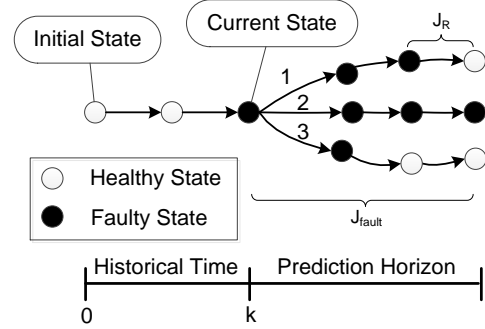 Initial State
Current State
J_R
1
2
3
Healthy State
Faulty State
J_fault
Historical Time
Prediction Horizon
0
k